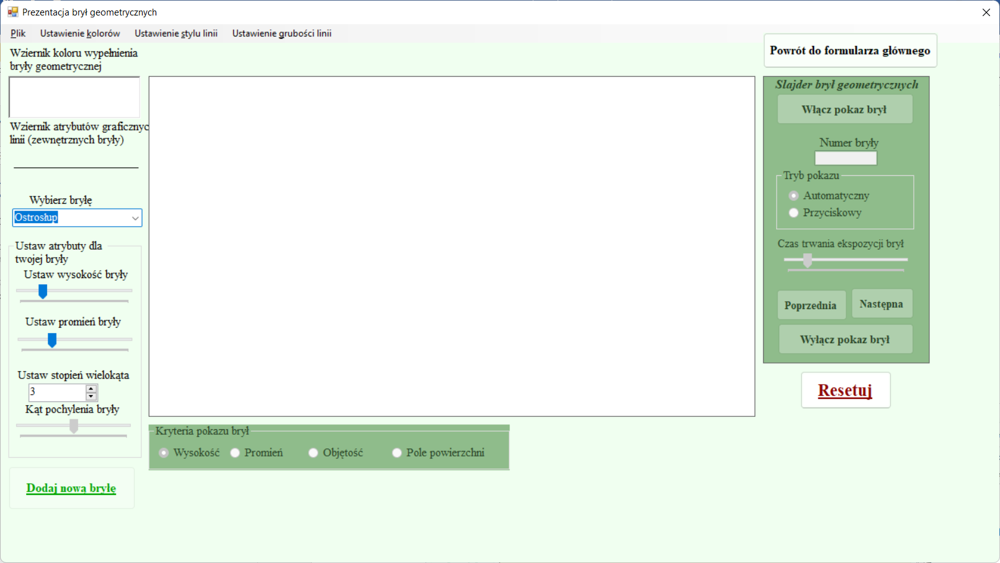 Prezentacja brył geometrycznych
Plik Ustawienie kolorów Ustawienie stylu linii Ustawienie grubości linii
Wziernik koloru wypełnienia
bryły geometrycznej
Wziernik atrybutów graficznyc
linii (zewnętrznych bryły)
Wybierz bryłę
Ostrosłup
Ustaw atrybuty dla
twojej bryły
Ustaw wysokość bryły
Ustaw promień bryły
Ustaw stopień wielokąta
3
Kąt pochylenia bryły
Dodaj nową bryłę
Kryteria pokazu brył
Wysokość Promień Objętość Pole powierzchni
Powrót do formularza głównego
Slajder brył geometrycznych
Włącz pokaz brył
Numer bryły
Tryb pokazu
Automatyczny
Przyciskowy
Czas trwania ekspozycji brył
Poprzednia Następna
Wyłącz pokaz brył
Resetuj